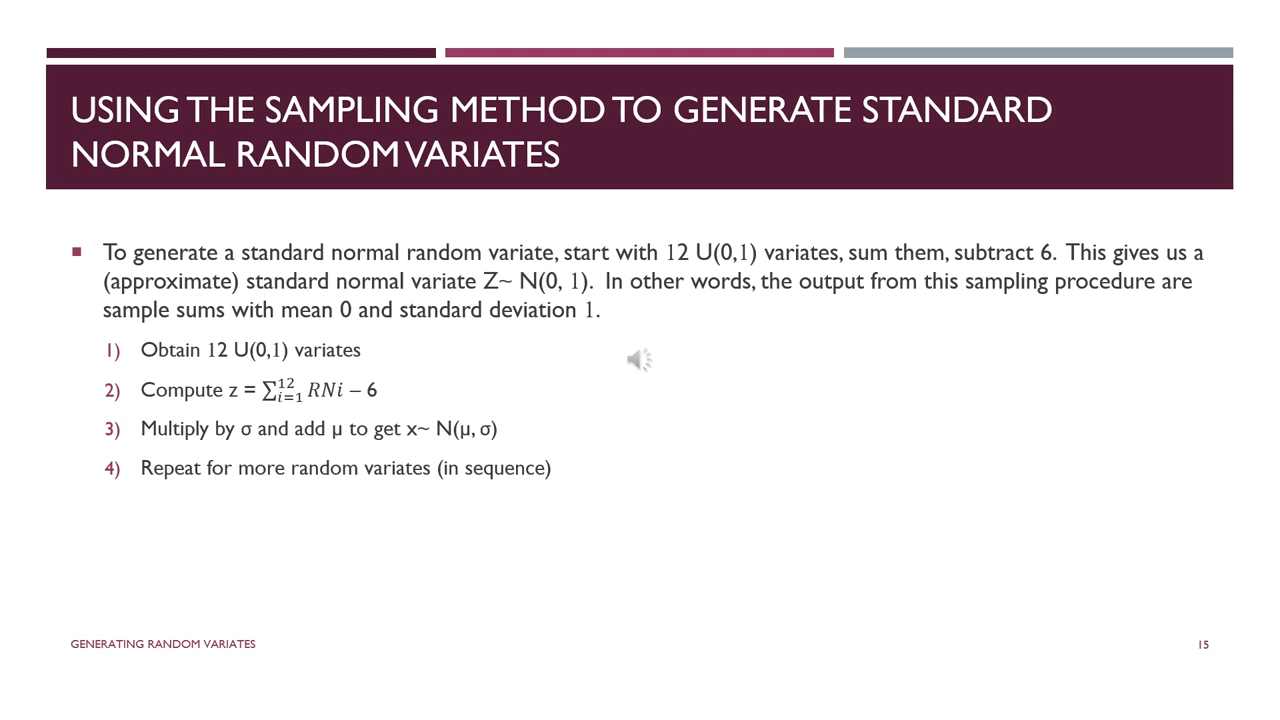 USING THE SAMPLING METHOD TO GENERATE STANDARD
NORMAL RANDOM VARIATES
▪ To generate a standard normal random variate, start with 12 U(0,1) variates, sum them, subtract 6. This gives us a
(approximate) standard normal variate Z~ N(0, 1). In other words, the output from this sampling procedure are
sample sums with mean 0 and standard deviation 1.
1) Obtain 12 U(0,1) variates
2) Compute z = ∑_{i=1}^{12} RNi − 6
3) Multiply by σ and add μ to get x~ N(μ, σ)
4) Repeat for more random variates (in sequence)
GENERATING RANDOM VARIATES 15